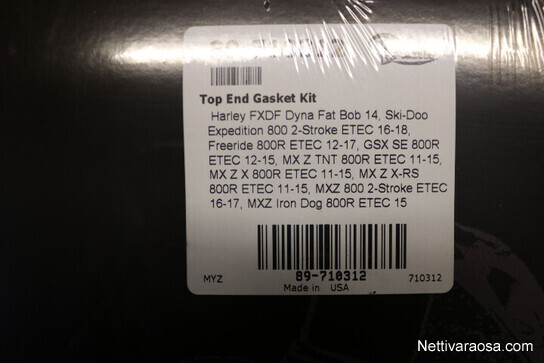 Top End Gasket Kit
Harley FXDF Dyna Fat Bob 14, Ski-Doo
Expedition 800 2-Stroke ETEC 16-18,
Freeride 800R ETEC 12-17, GSX SE 800R
ETEC 12-15, MX Z TNT 800R ETEC 11-15,
MX Z X 800R ETEC 11-15, MX Z X-RS
800R ETEC 11-15, MXZ 800 2-Stroke ETEC
16-17, MXZ Iron Dog 800R ETEC 15
89-710312
MYZ
710312
Made in USA
Nettivaraosa.com